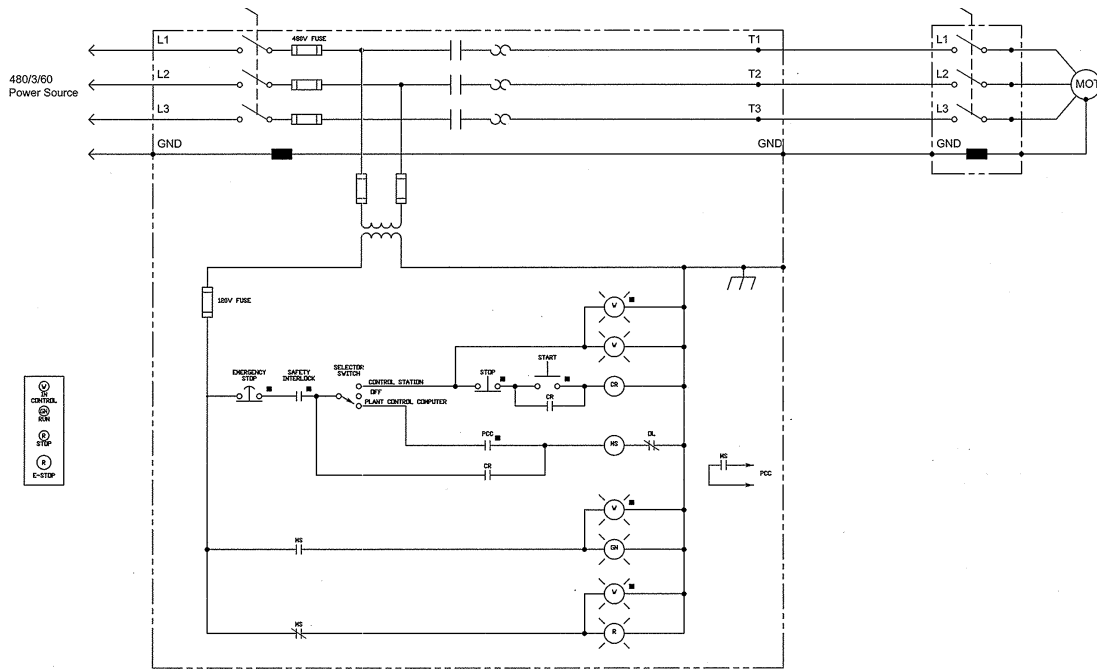 L1
480V FUSE
T1
L1
480/3/60
Power Source
L2
T2
L2
MOT
L3
T3
L3
GND
GND
GND
120V FUSE
W
W
EMERGENCY
STOP
SAFETY
INTERLOCK
SELECTOR
SWITCH
CONTROL STATION
OFF
PLANT CONTROL COMPUTER
STOP
START
CR
CR
W
IN
CONTROL
GN
RUN
R
STOP
R
E-STOP
PCC
MS
OL
CR
MS
PCC
W
MS
GN
W
MS
R